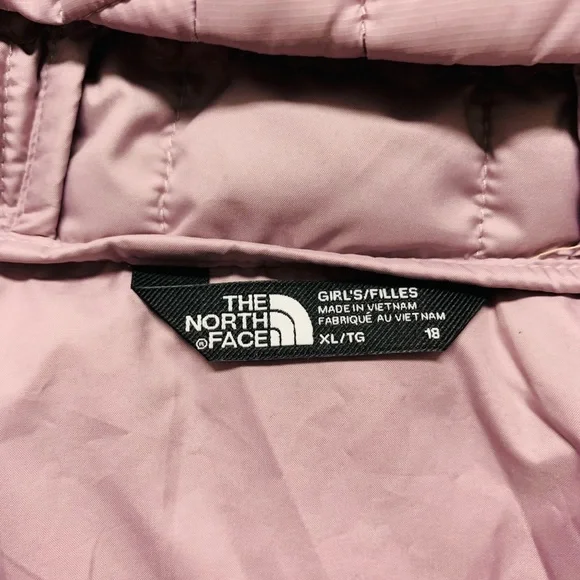 THE
NORTH
®FACE
GIRL'S/FILLES
MADE IN VIETNAM
FABRIQUÉ AU VIETNAM
XL/TG 18